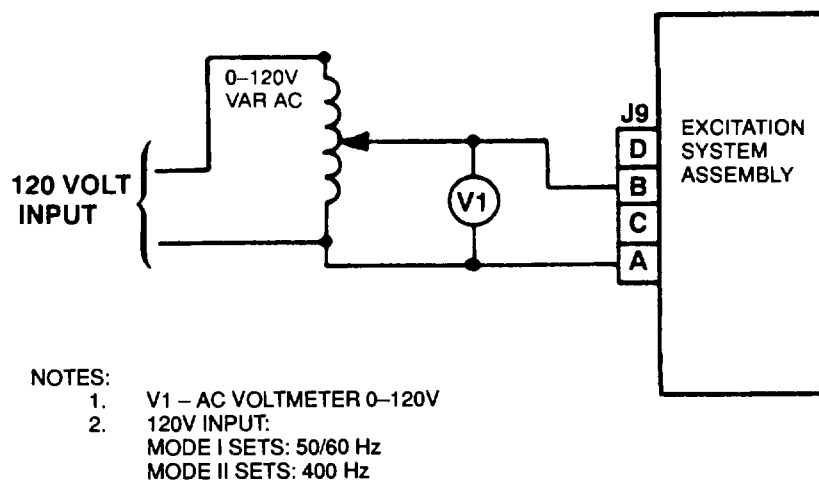 0–120V
VAR AC
120 VOLT
INPUT
V1
J9
D
B
C
A
EXCITATION
SYSTEM
ASSEMBLY
NOTES:
1. V1 – AC VOLTMETER 0–120V
2. 120V INPUT:
MODE I SETS: 50/60 Hz
MODE II SETS: 400 Hz